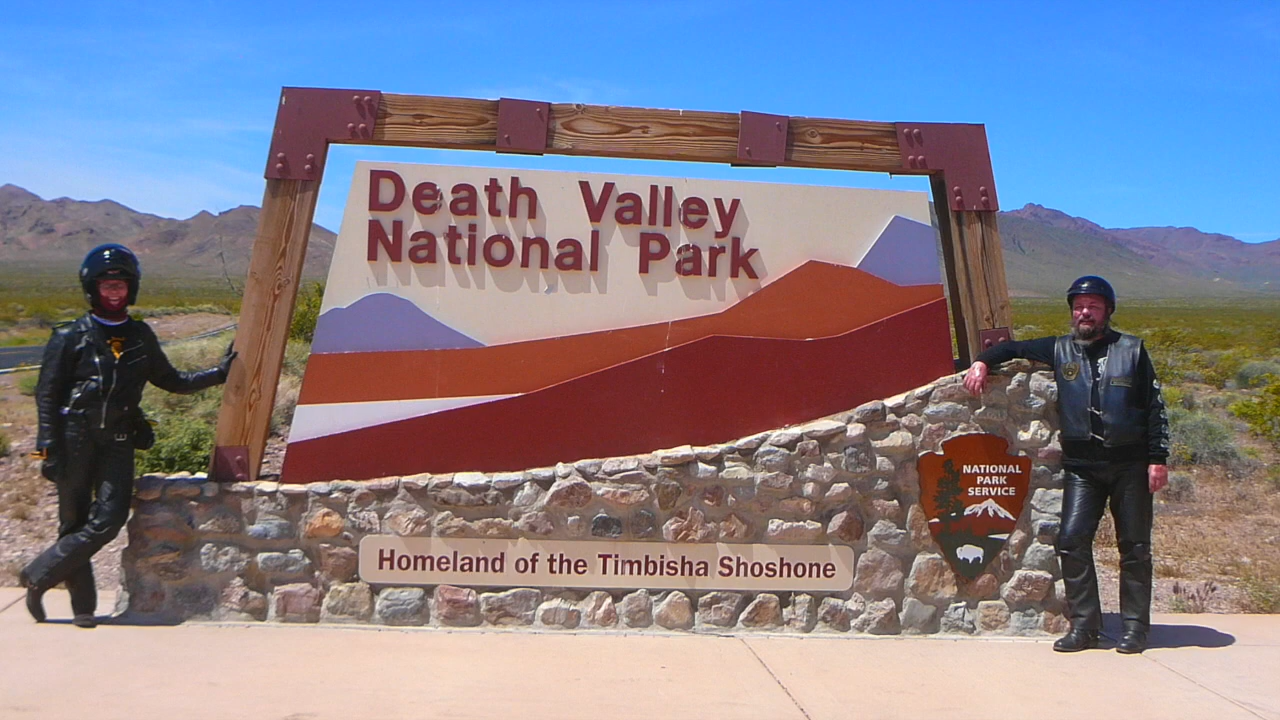 Death Valley
National Park
NATIONAL
PARK
SERVICE
Homeland of the Timbisha Shoshone